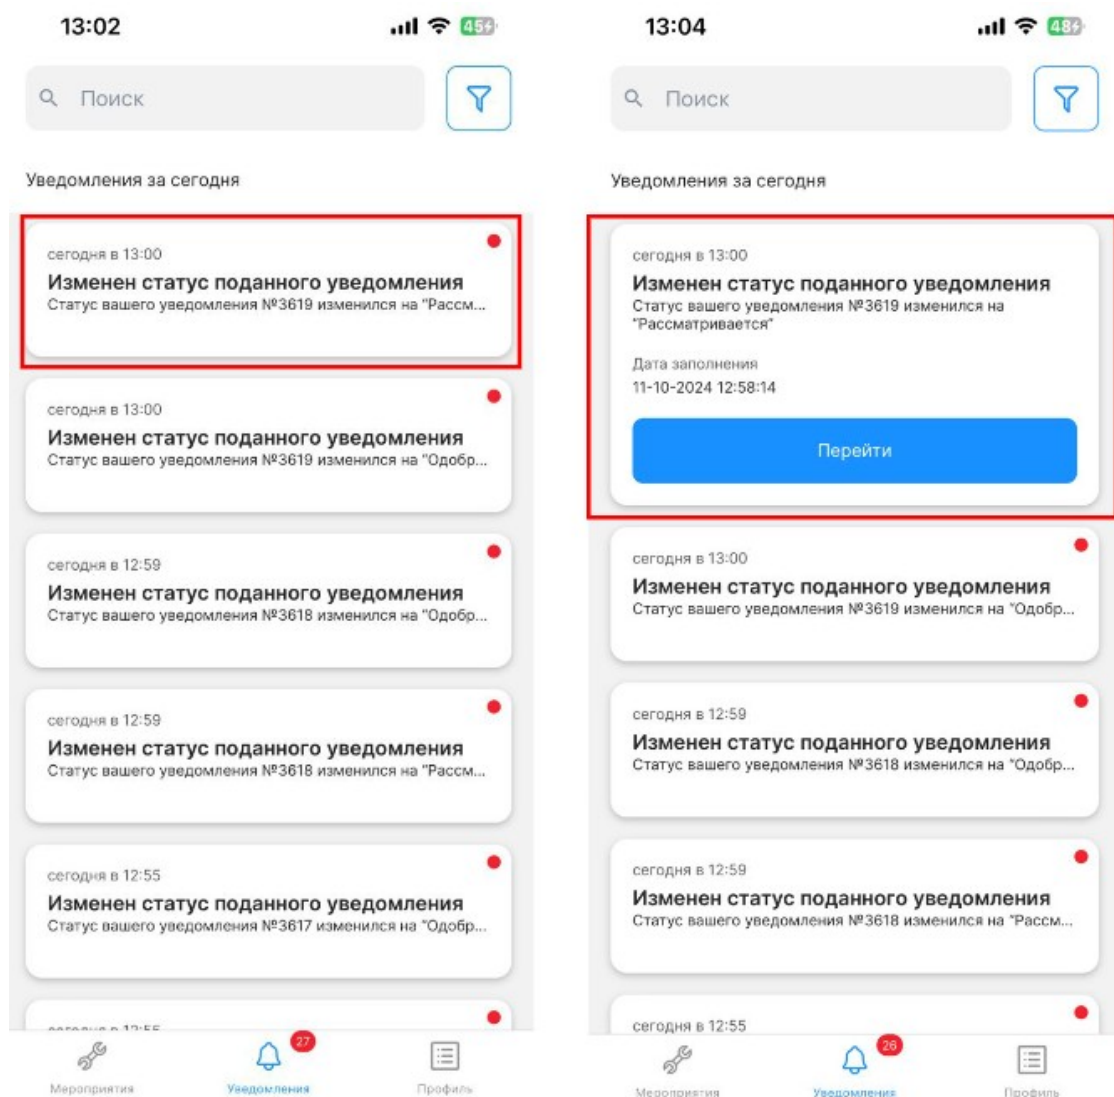 13:02
45
Поиск
Уведомления за сегодня
сегодня в 13:00
Изменен статус поданного уведомления
Статус вашего уведомления №3619 изменился на "Рассм...
сегодня в 13:00
Изменен статус поданного уведомления
Статус вашего уведомления №3619 изменился на "Одобр...
сегодня в 12:59
Изменен статус поданного уведомления
Статус вашего уведомления №3618 изменился на "Одобр...
сегодня в 12:59
Изменен статус поданного уведомления
Статус вашего уведомления №3618 изменился на "Рассм...
сегодня в 12:55
Изменен статус поданного уведомления
Статус вашего уведомления №3617 изменился на "Одобр...
сегодня в 12:55
27
Мероприятия
Уведомления
Профиль
13:04
48
Поиск
Уведомления за сегодня
сегодня в 13:00
Изменен статус поданного уведомления
Статус вашего уведомления №3619 изменился на
"Рассматривается"
Дата заполнения
11-10-2024 12:58:14
Перейти
сегодня в 13:00
Изменен статус поданного уведомления
Статус вашего уведомления №3619 изменился на "Одобр...
сегодня в 12:59
Изменен статус поданного уведомления
Статус вашего уведомления №3618 изменился на "Одобр...
сегодня в 12:59
Изменен статус поданного уведомления
Статус вашего уведомления №3618 изменился на "Рассм...
сегодня в 12:55
26
Мероприятия
Уведомления
Профиль